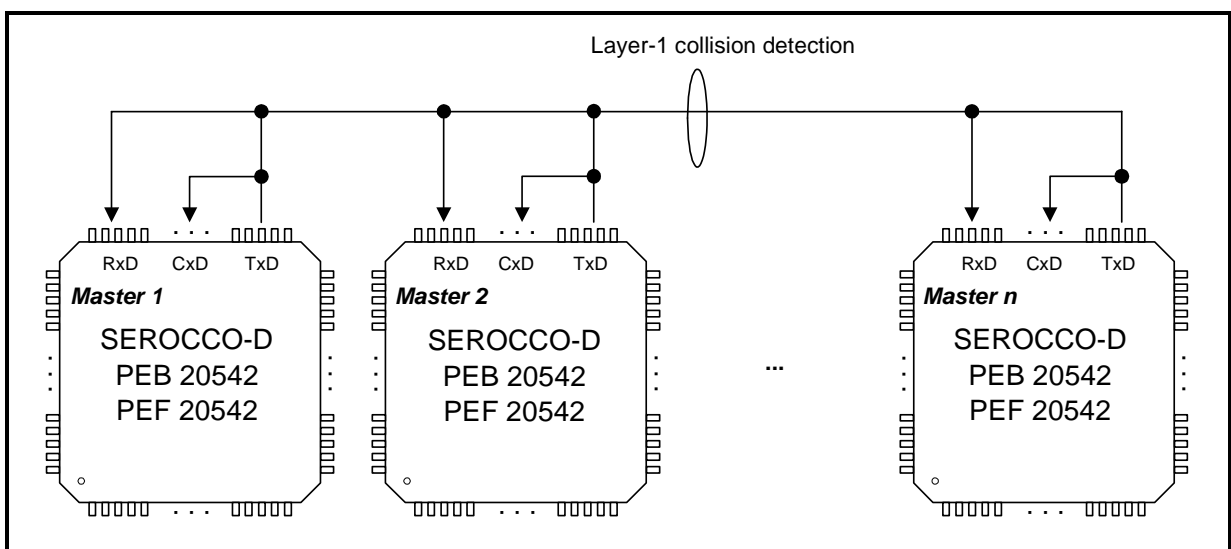 Layer-1 collision detection
. . .
. . .
. . .
RxD CxD TxD
RxD CxD TxD
RxD CxD TxD
Master 1
Master 2
Master n
SEROCCO-D
PEB 20542
PEF 20542
SEROCCO-D
PEB 20542
PEF 20542
...
SEROCCO-D
PEB 20542
PEF 20542
. . .
. . .
. . .